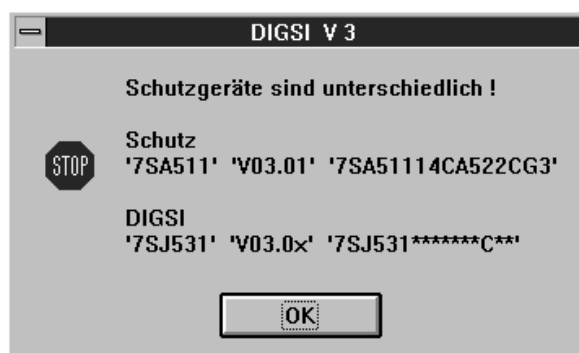 DIGSI V 3
Schutzgeräte sind unterschiedlich !
STOP
Schutz
'7SA511' 'V03.01' '7SA51114CA522CG3'
DIGSI
'7SJ531' 'V03.0x' '7SJ531*******C**'
OK